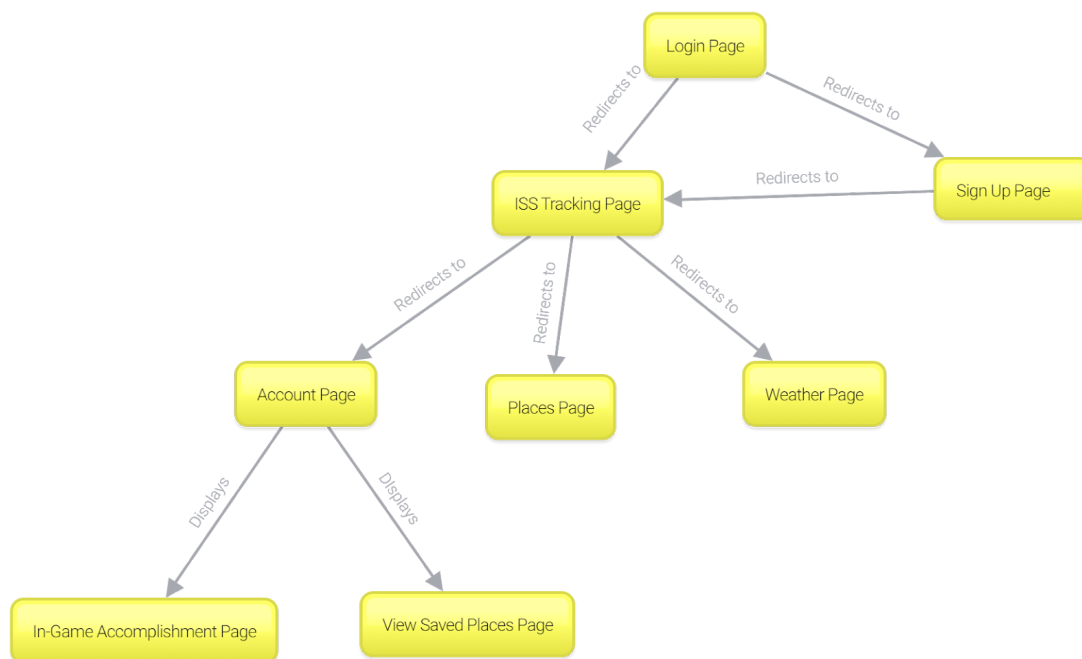 Login Page
Redirects to
Redirects to
Redirects to
ISS Tracking Page
Sign Up Page
Redirects to
Redirects to
Redirects to
Account Page
Places Page
Weather Page
Displays
DIsplays
In-Game Accomplishment Page
View Saved Places Page